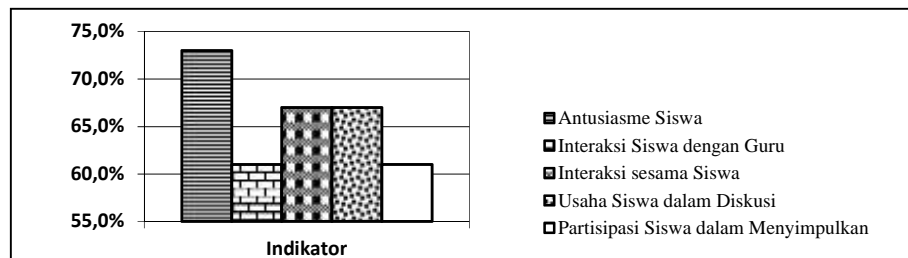 75,0%
70,0%
65,0%
60,0%
55,0%
Indikator
Antusiasme Siswa
Interaksi Siswa dengan Guru
Interaksi sesama Siswa
Usaha Siswa dalam Diskusi
Partisipasi Siswa dalam Menyimpulkan